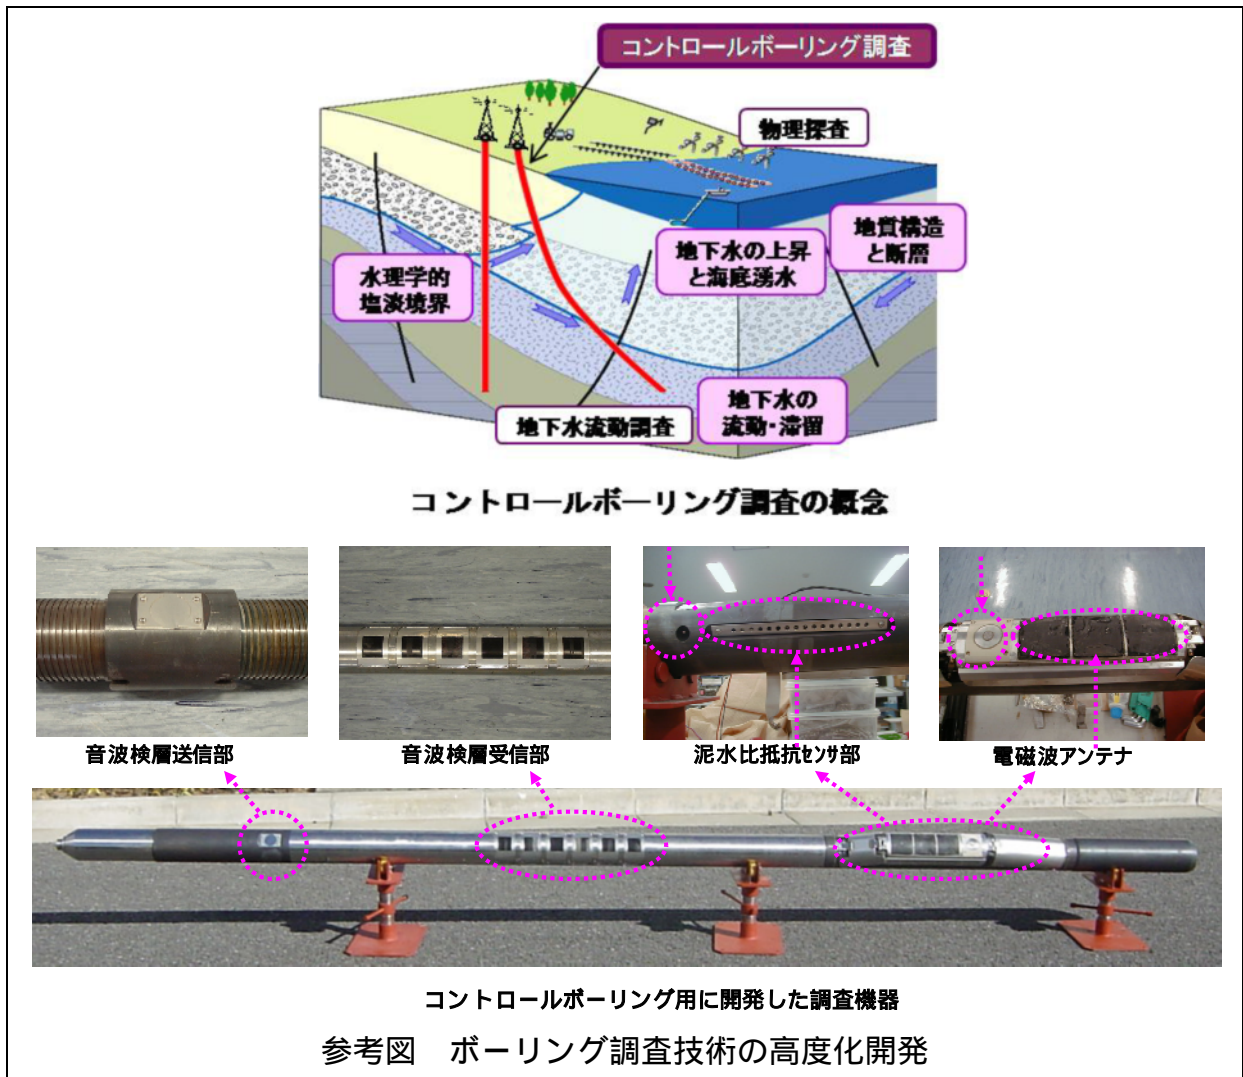 コントロールボーリング調査
物理探査
地下水の上昇
と海底湧水
地質構造
と断層
水理学的
塩淡境界
地下水流動調査
地下水の
流動・滞留
コントロールボーリング調査の概念
音波検層送信部
音波検層受信部
泥水比抵抗ｾﾝｻ部
電磁波アンテナ
コントロールボーリング用に開発した調査機器
参考図　ボーリング調査技術の高度化開発